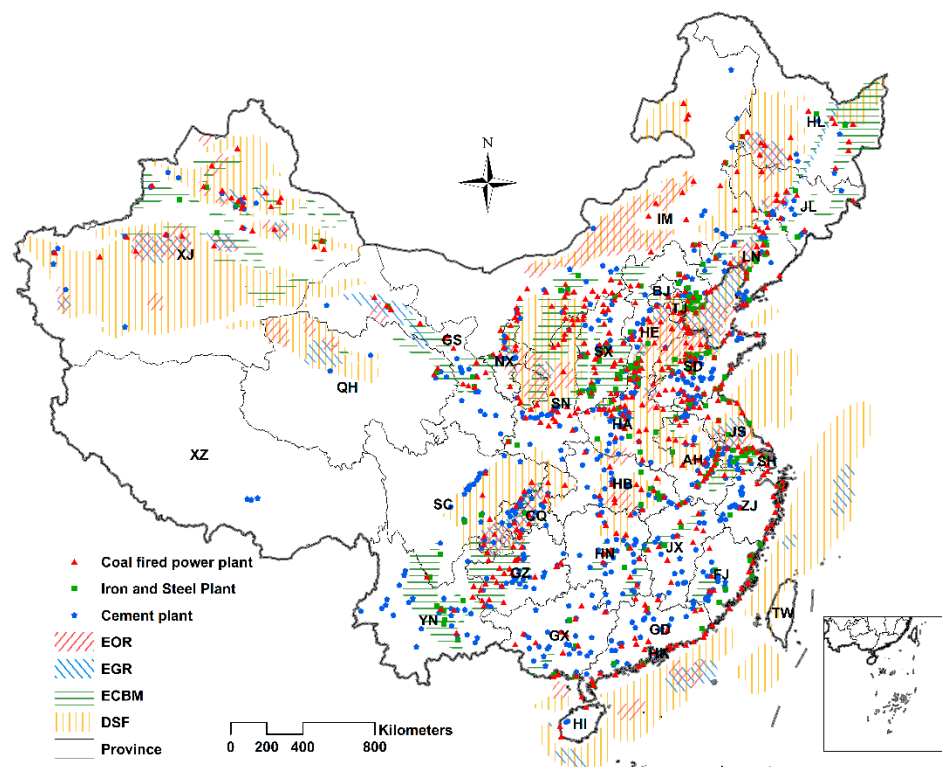 N
HL
IM
JL
XJ
LN
BJ
TJ
HE
GS
NX
SX
SD
QH
SN
HA
JS
XZ
AH
SH
HB
SC
CQ
ZJ
HN
JX
GZ
FJ
YN
TW
GX
GD
HK
HI
Coal fired power plant
Iron and Steel Plant
Cement plant
EOR
EGR
ECBM
DSF
Province
Kilometers
0 200 400 800